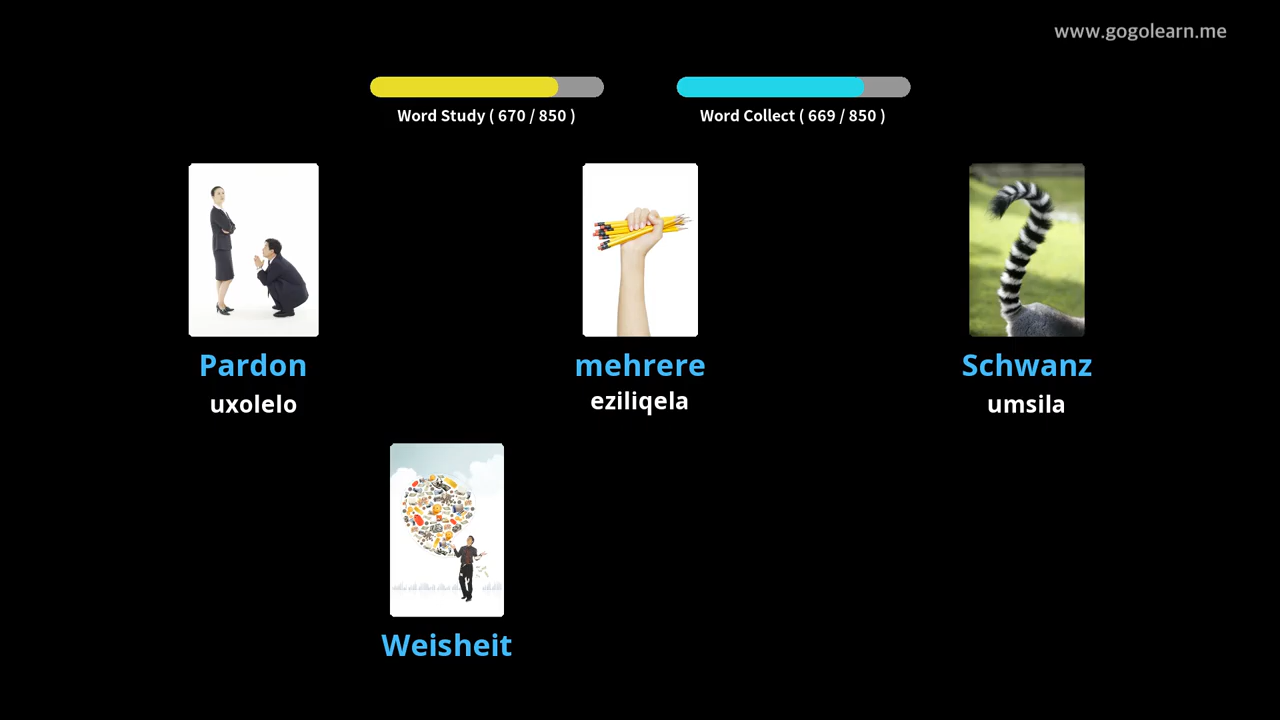 www.gogolearn.me
Word Study ( 670 / 850 )
Word Collect ( 669 / 850 )
Pardon
uxolelo
mehrere
eziliqela
Schwanz
umsila
Weisheit